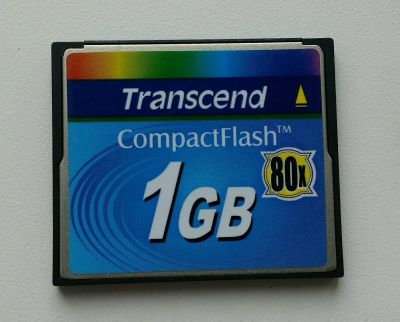 Transcend
CompactFlash™
80x
1GB